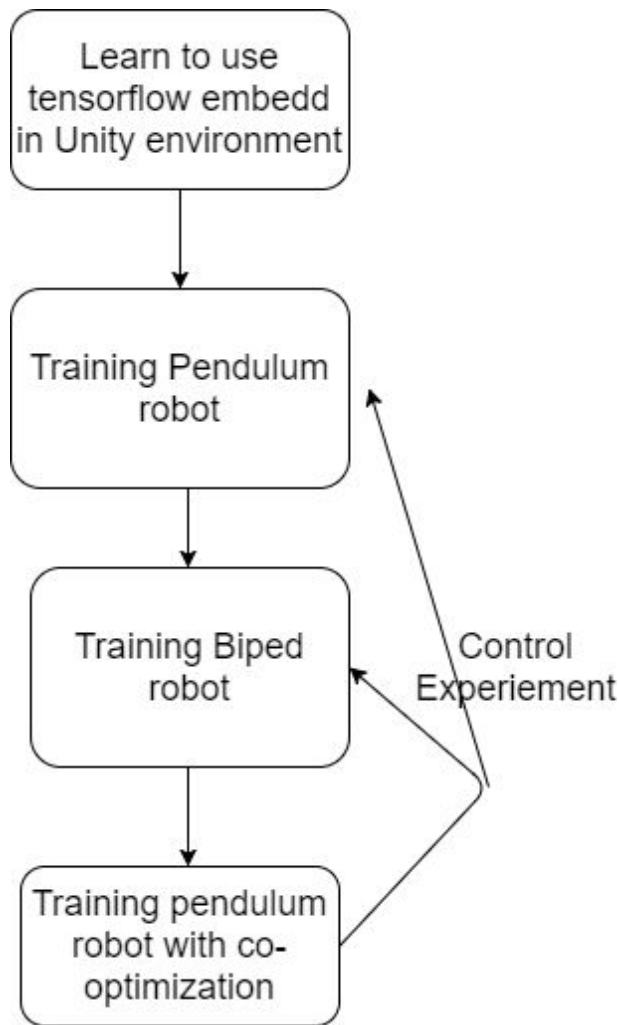 Learn to use
tensorflow embedd
in Unity environment
Training Pendulum
robot
Training Biped
robot
Control
Experiement
Training pendulum
robot with co-
optimization